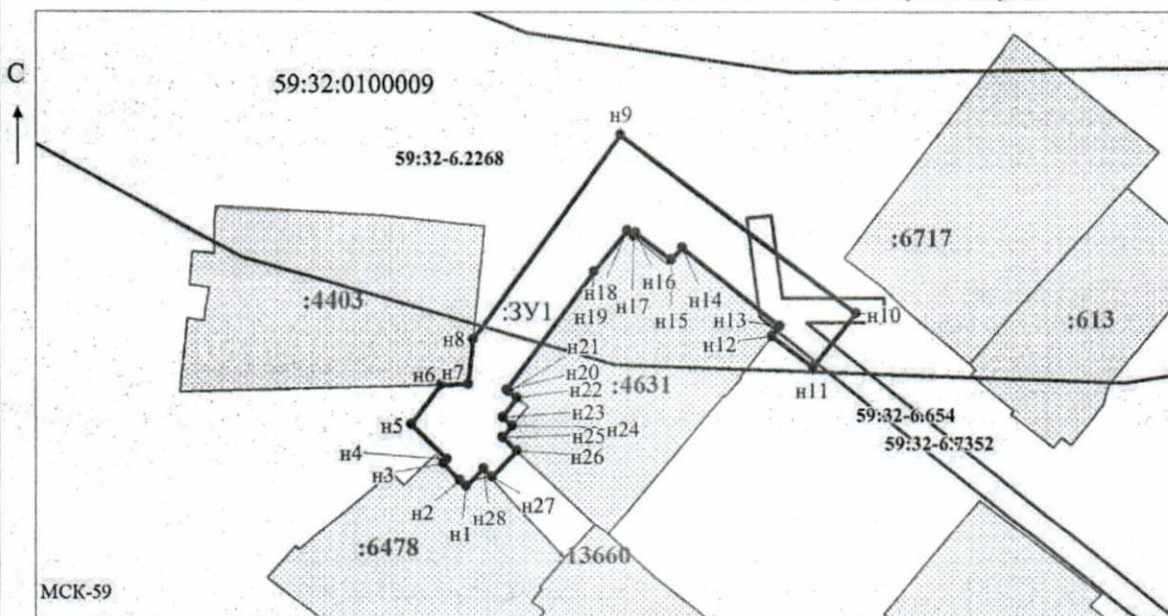 С
59:32:0100009
н9
59:32-6.2268
:6717
:4403
:ЗУ1
н18
н16
н14
н17
н19
н15
н10
н13
:613
н8
н21
н12
н11
н6
н7
н20
н22
:4631
н23
н5
н24
н25
59:32-6.654
59:32-6.7352
н26
н4
н3
н2
н27
н28
н1
:6478
13660
МСК-59